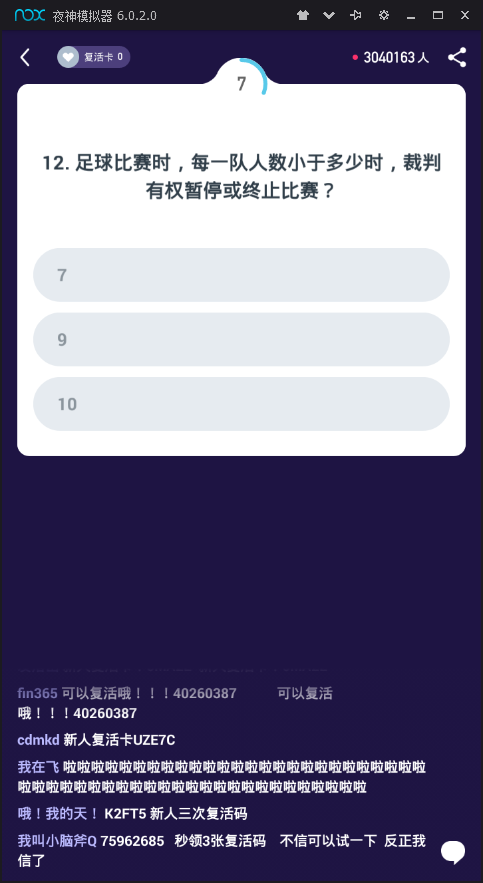 nox 夜神模拟器 6.0.2.0
复活卡 0
3040163 人
7
12. 足球比赛时，每一队人数小于多少时，裁判
有权暂停或终止比赛？
7
9
10
fin365 可以复活哦！！！40260387 可以复活
哦！！！40260387
cdmkd 新人复活卡UZE7C
我在飞 啦啦啦啦啦啦啦啦啦啦啦啦啦啦啦啦啦啦啦啦啦啦啦啦啦啦
啦啦啦啦啦啦啦啦啦啦啦啦啦啦啦啦啦啦啦啦啦啦啦啦啦
哦！我的天！ K2FT5 新人三次复活码
我叫小脑斧Q 75962685 秒领3张复活码 不信可以试一下 反正我
信了